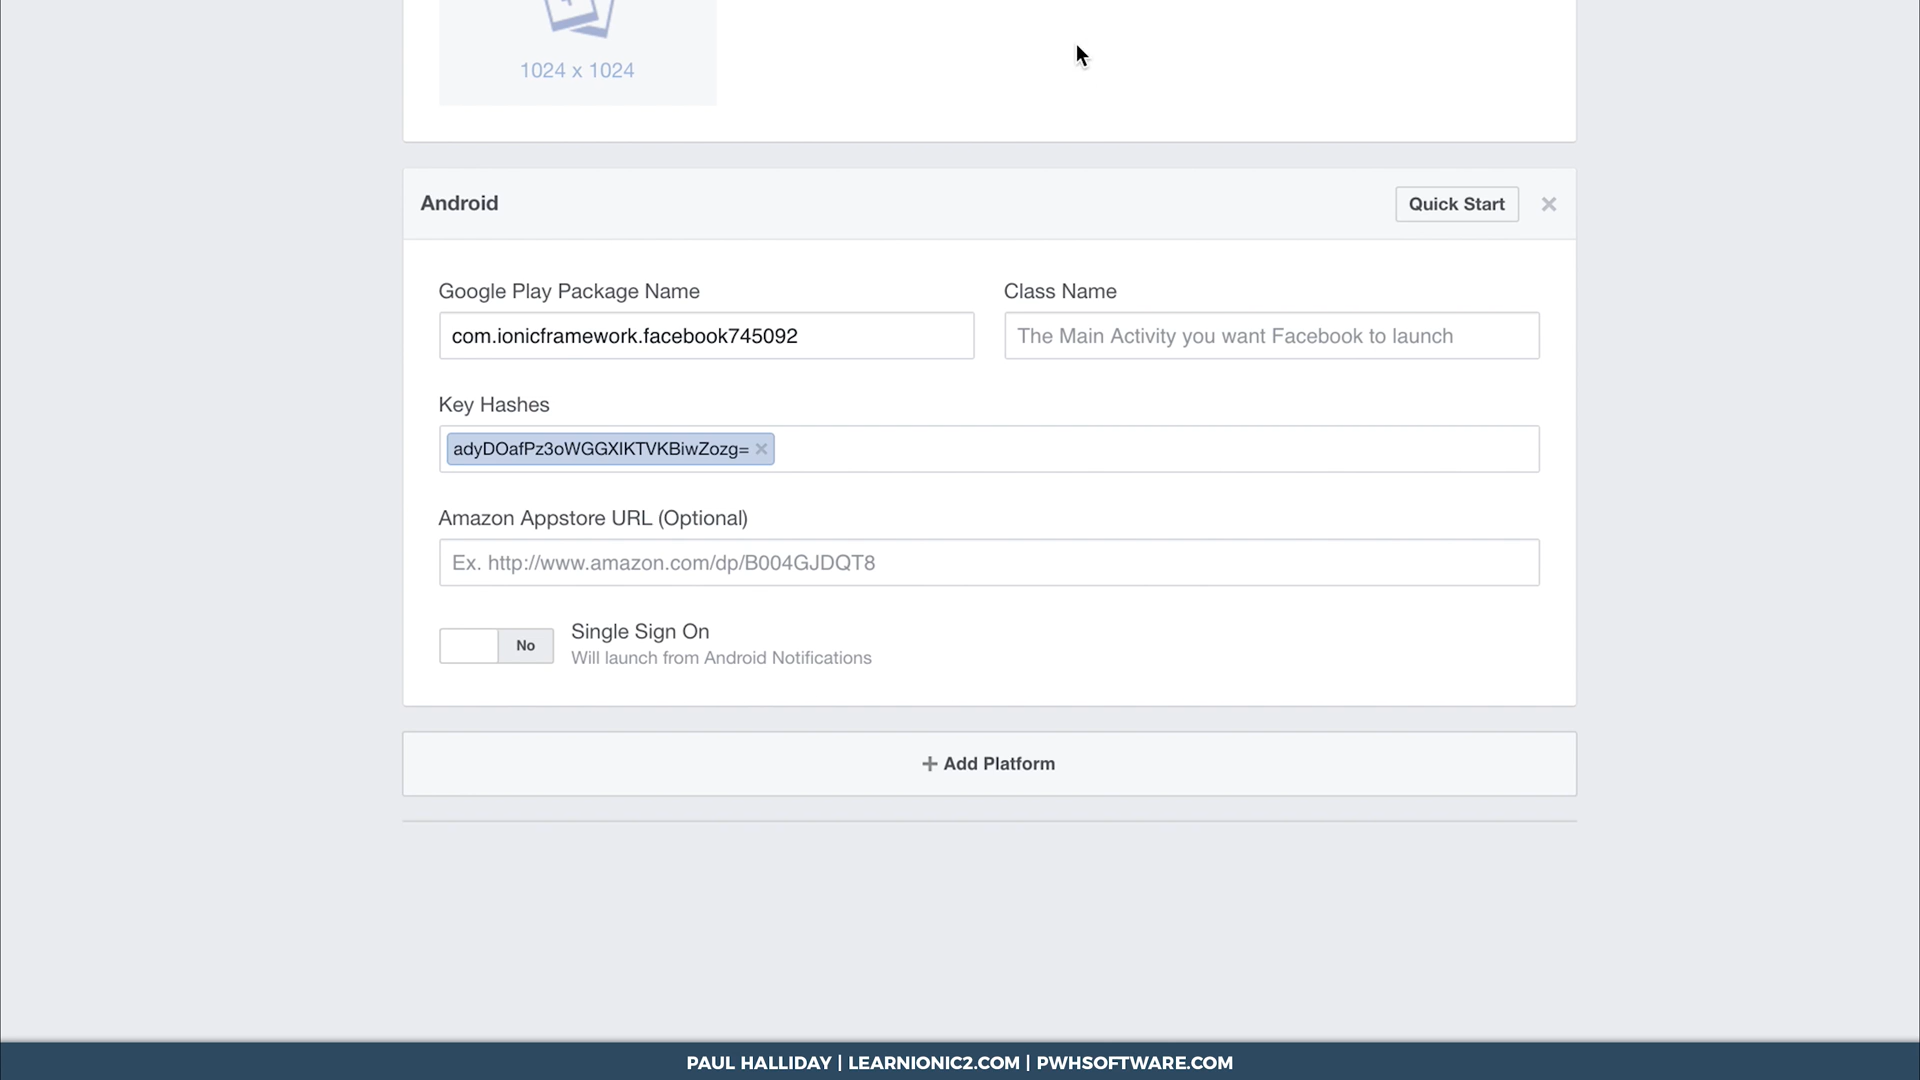 1024 x 1024
Android
Quick Start
Google Play Package Name
Class Name
com.ionicframework.facebook745092
The Main Activity you want Facebook to launch
Key Hashes
adyDOafPz3oWGGXIKTVKBiwZozg=
Amazon Appstore URL (Optional)
Ex. http://www.amazon.com/dp/B004GJDQT8
No
Single Sign On
Will launch from Android Notifications
+ Add Platform
PAUL HALLIDAY | LEARNIONIC2.COM | PWHSOFTWARE.COM